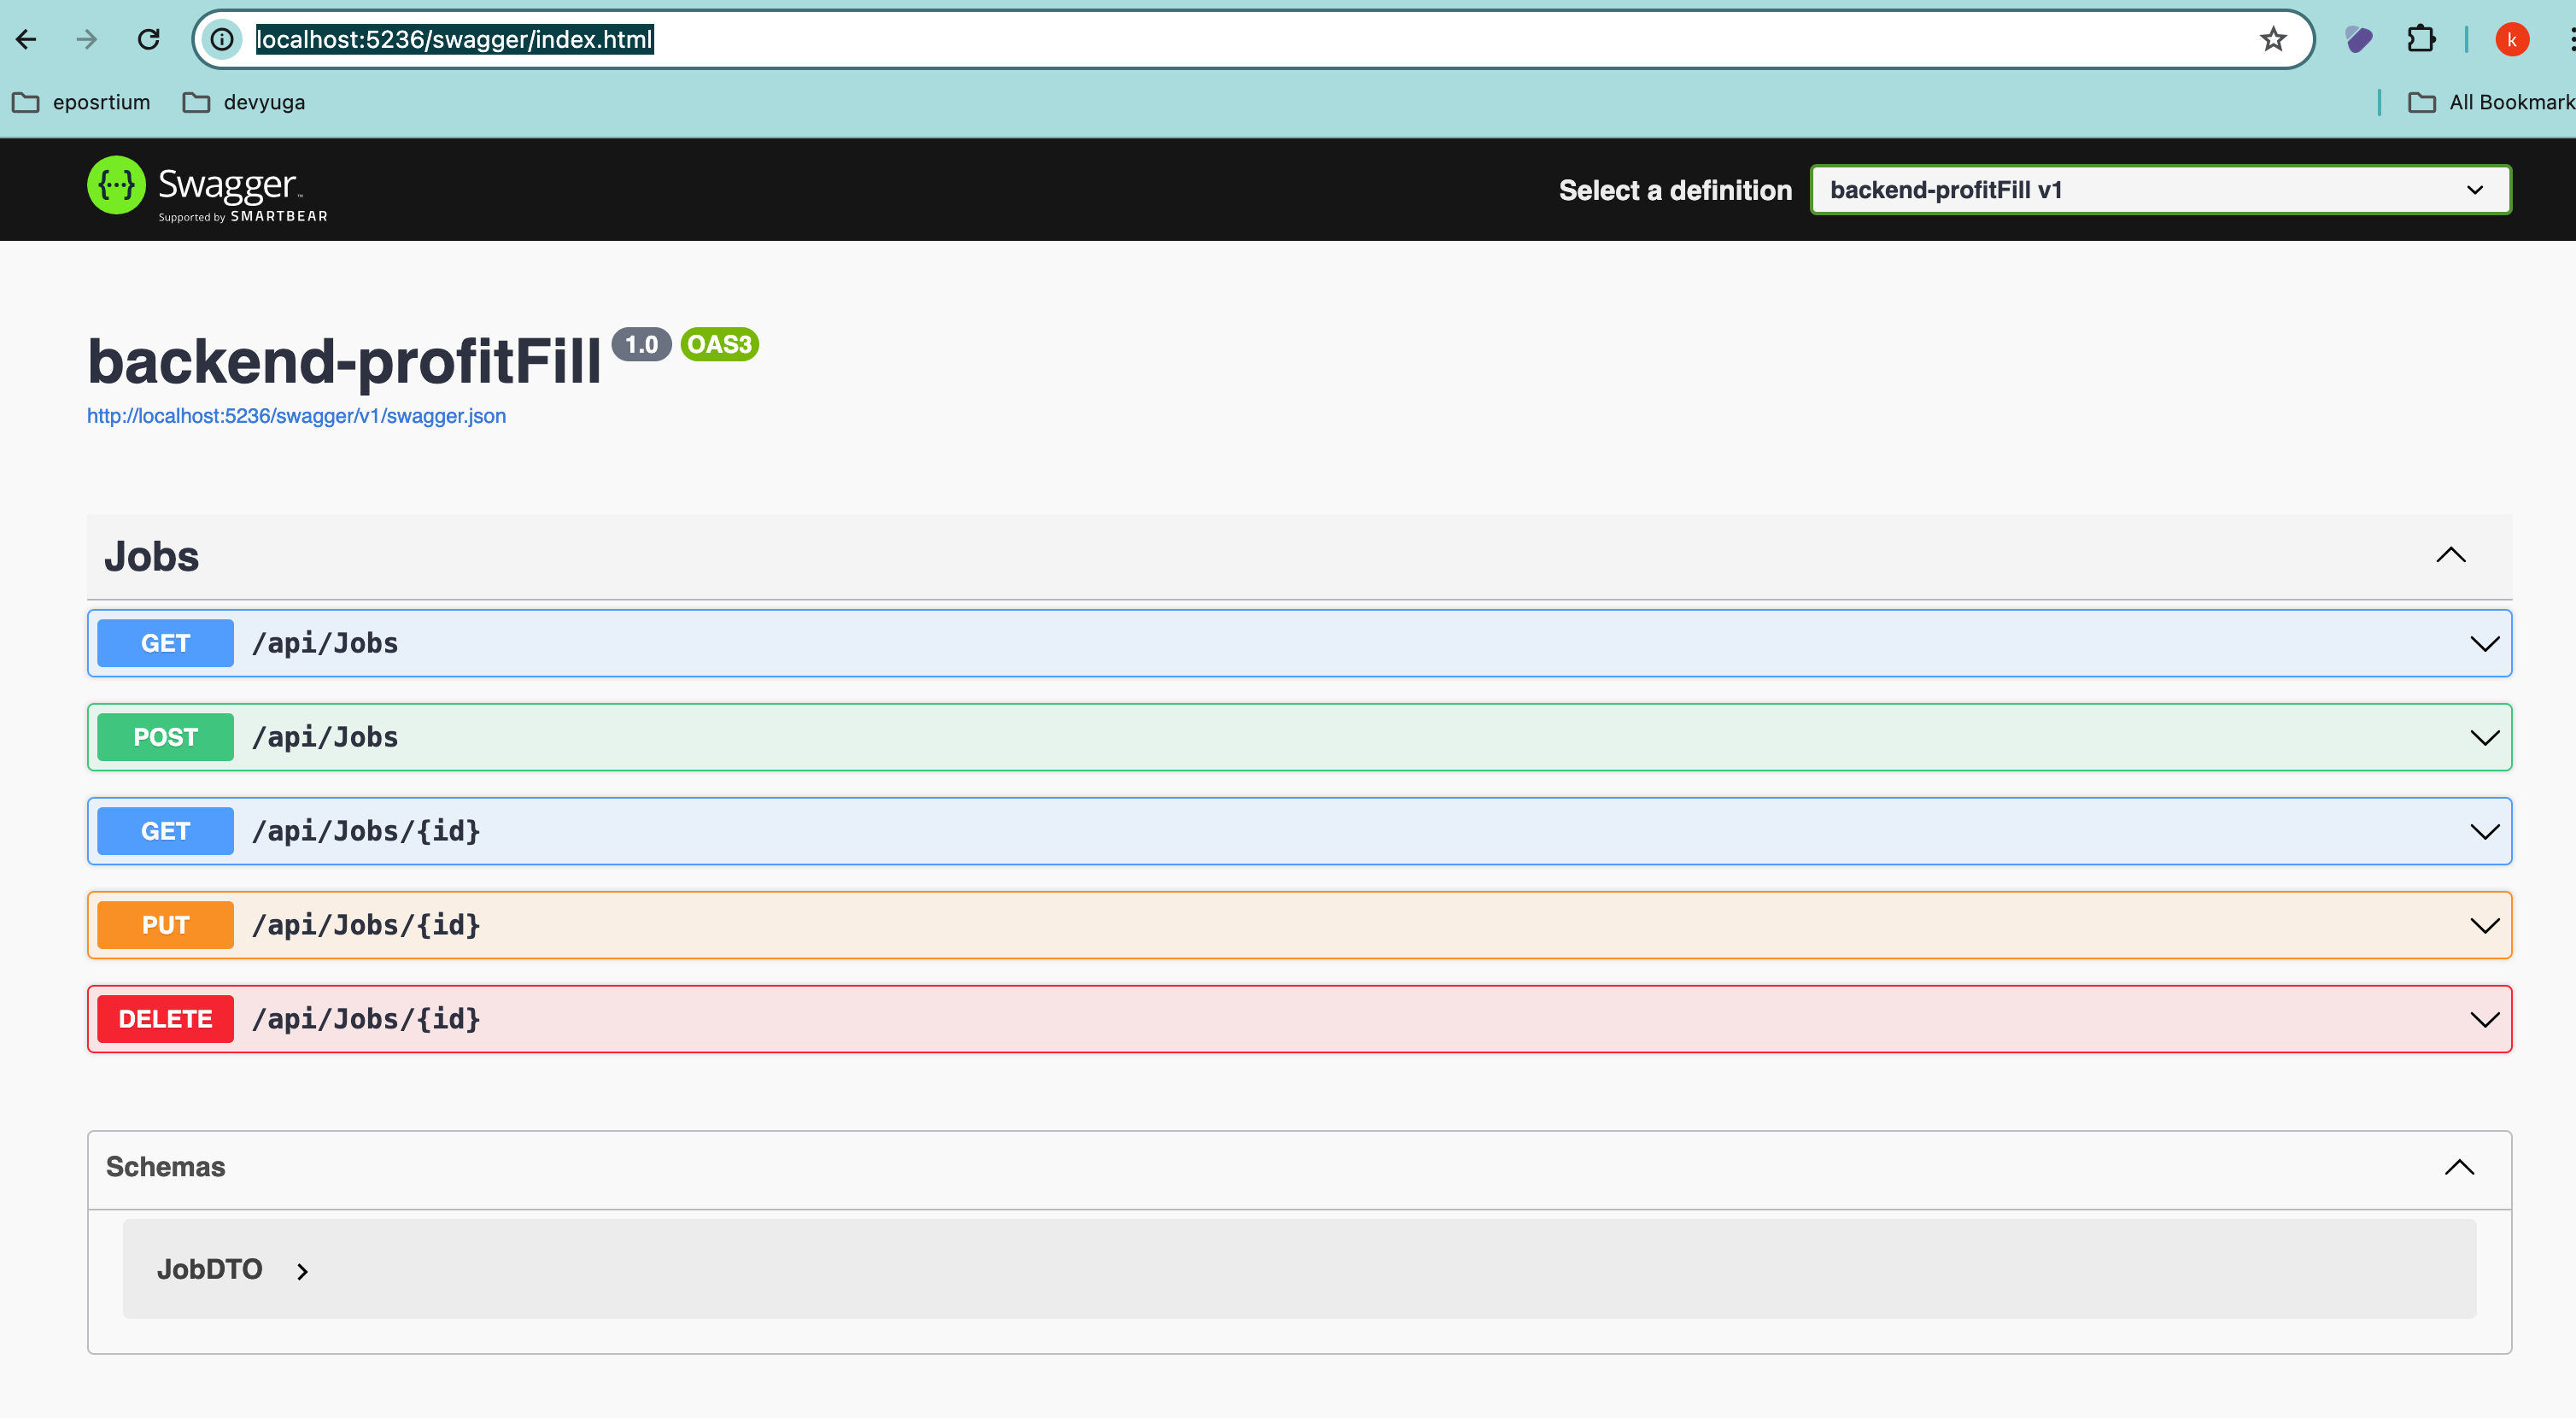 localhost:5236/swagger/index.html
k
eposrtium
devyuga
All Bookmark
{···} Swagger™
Supported by SMARTBEAR
Select a definition
backend-profitFill v1
backend-profitFill 1.0 OAS3
http://localhost:5236/swagger/v1/swagger.json
Jobs
GET /api/Jobs
POST /api/Jobs
GET /api/Jobs/{id}
PUT /api/Jobs/{id}
DELETE /api/Jobs/{id}
Schemas
JobDTO